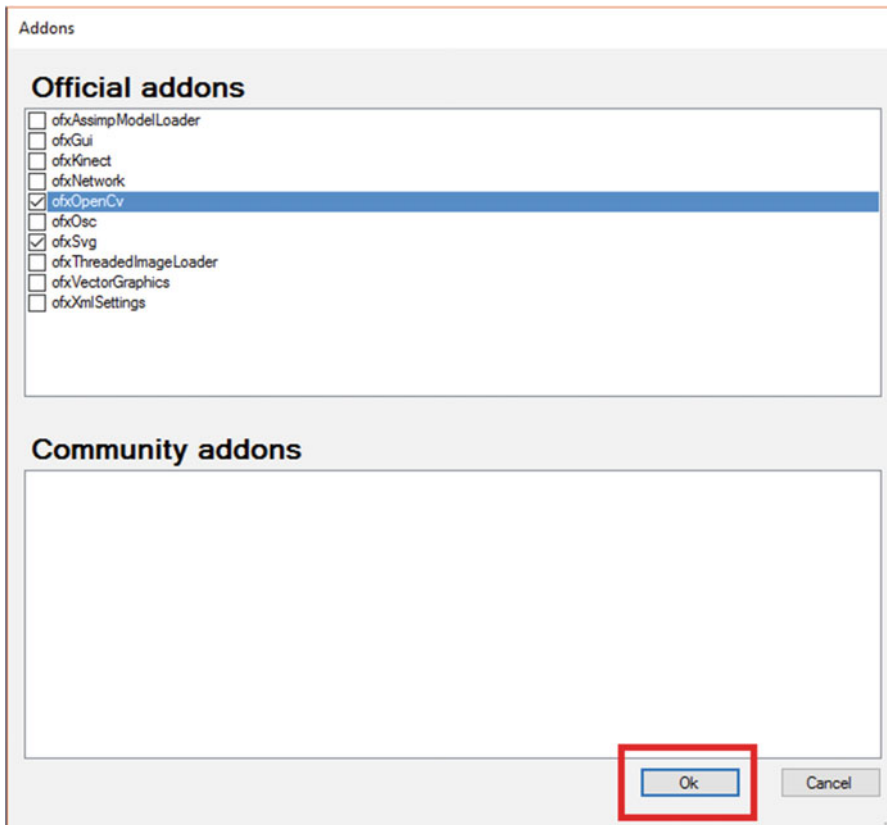 Addons
Official addons
ofxAssimpModelLoader
ofxGui
ofxKinect
ofxNetwork
ofxOpenCv
ofxOsc
ofxSvg
ofxThreadedImageLoader
ofxVectorGraphics
ofxXmlSettings
Community addons
Ok
Cancel